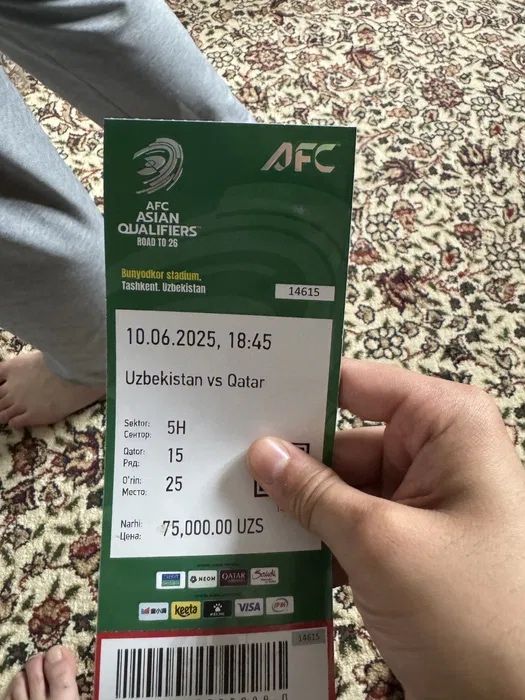 AFC
AFC
ASIAN
QUALIFIERS
ROAD TO 26
Bunyodkor stadium.
Tashkent. Uzbekistan
14615
10.06.2025, 18:45
Uzbekistan vs Qatar
Sektor: 5H
Сектор:
Qator: 15
Ряд:
O'rin: 25
Место:
Narhi: 75,000.00 UZS
Цена:
NEOM
QATAR
keeta
VISA
14615